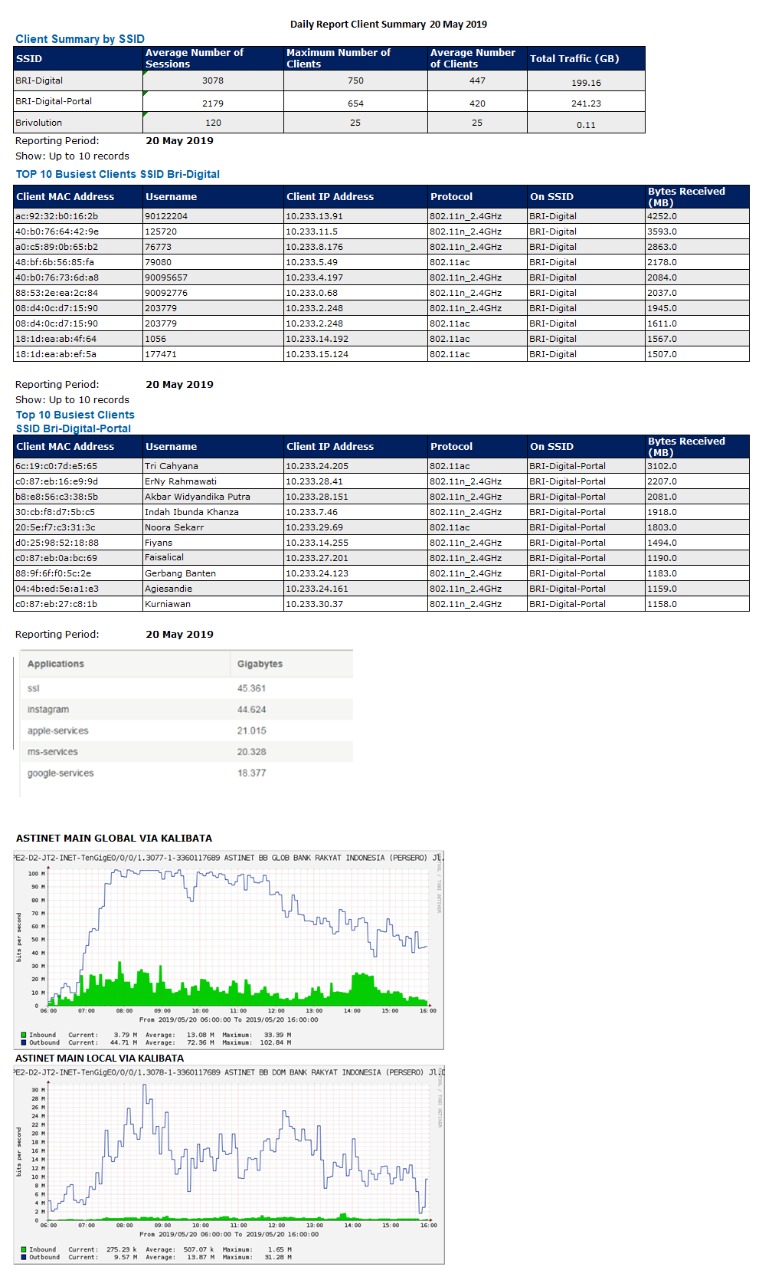 Daily Report Client Summary 20 May 2019
Client Summary by SSID
SSID Average Number of Sessions Maximum Number of Clients Average Number of Clients Total Traffic (GB)
BRI-Digital 3078 750 447 199.16
BRI-Digital-Portal 2179 654 420 241.23
Brivolution 120 25 25 0.11
Reporting Period: 20 May 2019
Show: Up to 10 records
TOP 10 Busiest Clients SSID Bri-Digital
Client MAC Address Username Client IP Address Protocol On SSID Bytes Received (MB)
ac:92:32:b0:16:2b 90122204 10.233.13.91 802.11n_2.4GHz BRI-Digital 4252.0
40:b0:76:64:42:9e 125720 10.233.11.5 802.11n_2.4GHz BRI-Digital 3593.0
a0:c5:89:0b:65:b2 76773 10.233.8.176 802.11n_2.4GHz BRI-Digital 2863.0
48:bf:6b:56:85:fa 79080 10.233.5.49 802.11ac BRI-Digital 2178.0
40:b0:76:73:6d:a8 90095657 10.233.4.197 802.11n_2.4GHz BRI-Digital 2084.0
88:53:2e:ea:2c:84 90092776 10.233.0.68 802.11n_2.4GHz BRI-Digital 2037.0
08:d4:0c:d7:15:90 203779 10.233.2.248 802.11n_2.4GHz BRI-Digital 1945.0
08:d4:0c:d7:15:90 203779 10.233.2.248 802.11ac BRI-Digital 1611.0
18:1d:ea:ab:4f:64 1056 10.233.14.192 802.11ac BRI-Digital 1567.0
18:1d:ea:ab:ef:5a 177471 10.233.15.124 802.11ac BRI-Digital 1507.0
Reporting Period: 20 May 2019
Show: Up to 10 records
Top 10 Busiest Clients
SSID Bri-Digital-Portal
Client MAC Address Username Client IP Address Protocol On SSID Bytes Received (MB)
6c:19:c0:7d:e5:65 Tri Cahyana 10.233.24.205 802.11ac BRI-Digital-Portal 3102.0
c0:87:eb:16:e9:9d ErNy Rahmawati 10.233.28.41 802.11n_2.4GHz BRI-Digital-Portal 2207.0
b8:e8:56:c3:38:5b Akbar Widyandika Putra 10.233.28.151 802.11n_2.4GHz BRI-Digital-Portal 2081.0
30:cb:f8:d7:5b:c5 Indah Ibunda Khanza 10.233.7.46 802.11n_2.4GHz BRI-Digital-Portal 1918.0
20:5e:f7:c3:31:3c Noora Sekarr 10.233.29.69 802.11ac BRI-Digital-Portal 1803.0
d0:25:98:52:18:88 Fiyans 10.233.14.255 802.11n_2.4GHz BRI-Digital-Portal 1494.0
c0:87:eb:0a:bc:69 Faisalical 10.233.27.201 802.11n_2.4GHz BRI-Digital-Portal 1190.0
88:9f:6f:f0:5c:2e Gerbang Banten 10.233.24.123 802.11n_2.4GHz BRI-Digital-Portal 1183.0
04:4b:ed:5e:a1:e3 Agiesandie 10.233.24.161 802.11n_2.4GHz BRI-Digital-Portal 1159.0
c0:87:eb:27:c8:1b Kurniawan 10.233.30.37 802.11n_2.4GHz BRI-Digital-Portal 1158.0
Reporting Period: 20 May 2019
Applications Gigabytes
ssl 45.361
instagram 44.624
apple-services 21.015
ms-services 20.328
google-services 18.377
ASTINET MAIN GLOBAL VIA KALIBATA
PE2-D2-JT2-INET-TenGigE0/0/0/1.3077-1-3360117689 ASTINET BB GLOB BANK RAKYAT INDONESIA (PERSERO) Jl.
bits per second
100 M
90 M
80 M
70 M
60 M
50 M
40 M
30 M
20 M
10 M
0
06:00 07:00 08:00 09:00 10:00 11:00 12:00 13:00 14:00 15:00 16:00
From 2019/05/20 06:00:00 To 2019/05/20 16:00:00
Inbound Current: 3.79 M Average: 13.08 M Maximum: 33.39 M
Outbound Current: 44.71 M Average: 72.36 M Maximum: 102.84 M
ASTINET MAIN LOCAL VIA KALIBATA
PE2-D2-JT2-INET-TenGigE0/0/0/1.3078-1-3360117689 ASTINET BB DOM BANK RAKYAT INDONESIA (PERSERO) Jl.
bits per second
30 M
28 M
26 M
24 M
22 M
20 M
18 M
16 M
14 M
12 M
10 M
8 M
6 M
4 M
2 M
0
06:00 07:00 08:00 09:00 10:00 11:00 12:00 13:00 14:00 15:00 16:00
From 2019/05/20 06:00:00 To 2019/05/20 16:00:00
Inbound Current: 275.23 k Average: 507.07 k Maximum: 1.65 M
Outbound Current: 9.57 M Average: 13.87 M Maximum: 31.28 M